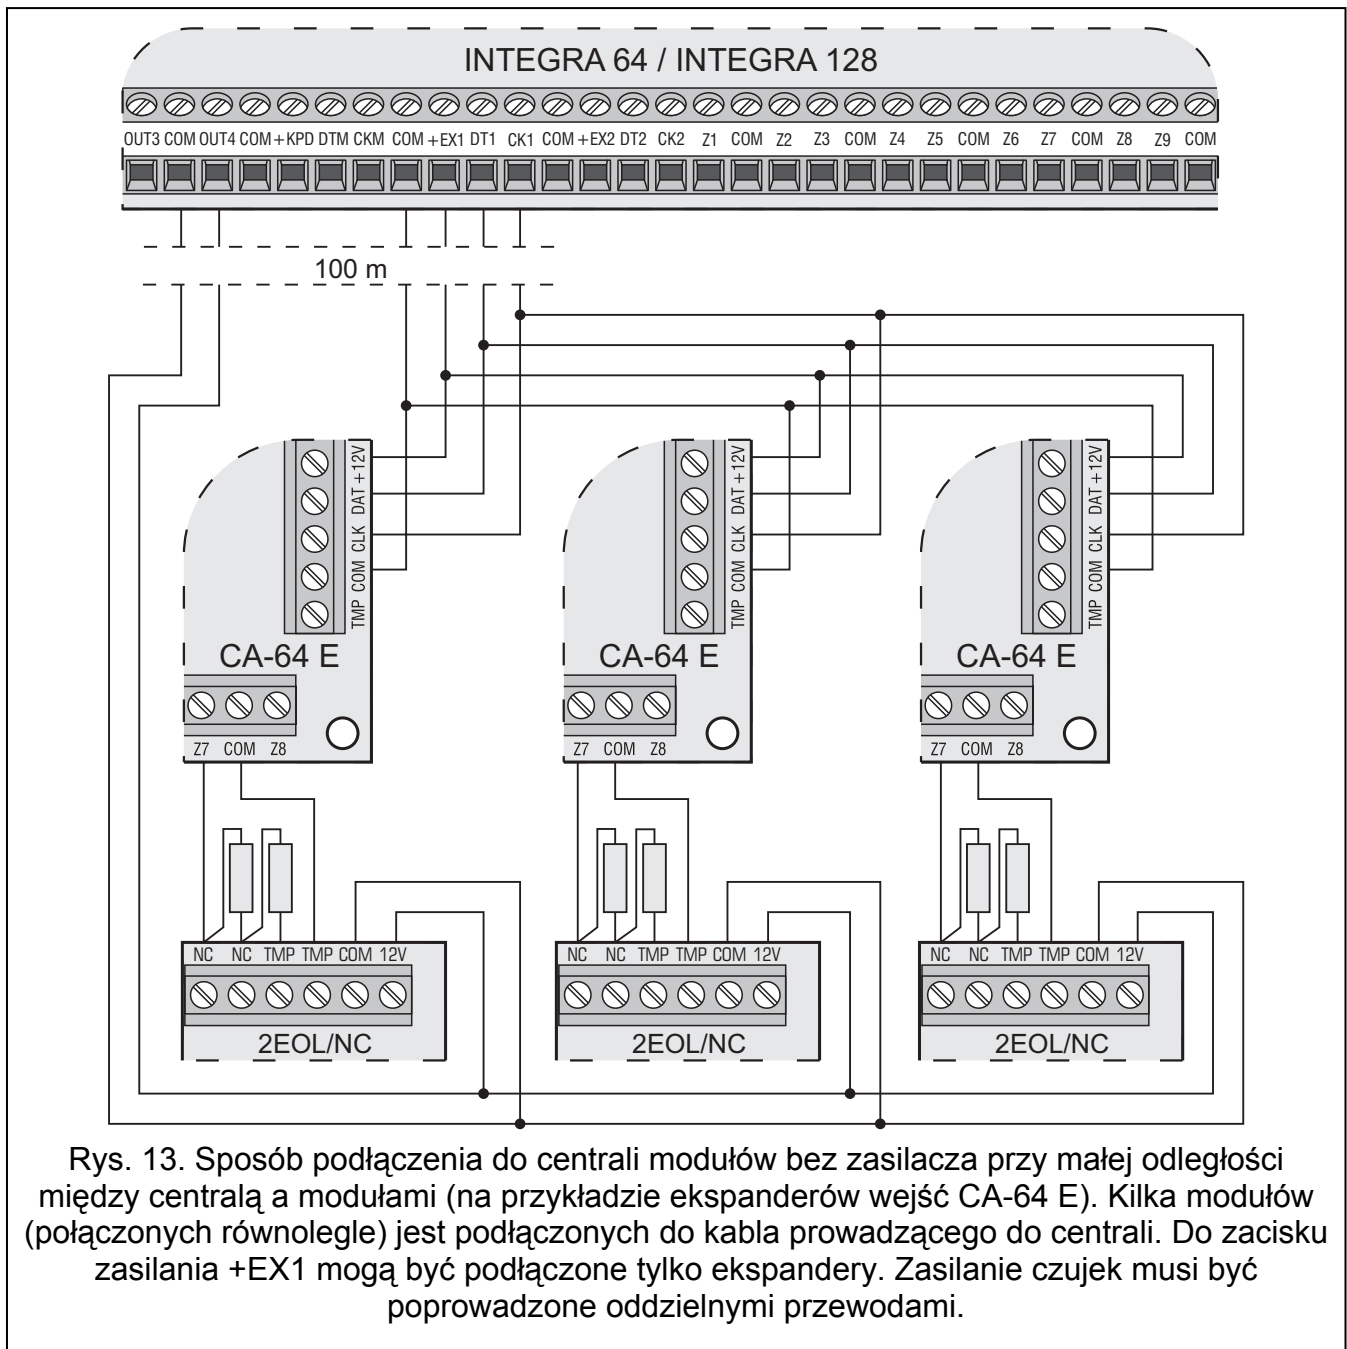 INTEGRA 64 / INTEGRA 128
OUT3 COM OUT4 COM +KPD DTM CKM COM +EX1 DT1 CK1 COM +EX2 DT2 CK2 Z1 COM Z2 Z3 COM Z4 Z5 COM Z6 Z7 COM Z8 Z9 COM
100 m
TMP COM CLK DAT +12V
TMP COM CLK DAT +12V
TMP COM CLK DAT +12V
CA-64 E
CA-64 E
CA-64 E
Z7 COM Z8
Z7 COM Z8
Z7 COM Z8
NC NC TMP TMP COM 12V
NC NC TMP TMP COM 12V
NC NC TMP TMP COM 12V
2EOL/NC
2EOL/NC
2EOL/NC
Rys. 13. Sposób podłączenia do centrali modułów bez zasilacza przy małej odległości
między centralą a modułami (na przykładzie ekspanderów wejść CA-64 E). Kilka modułów
(połączonych równolegle) jest podłączonych do kabla prowadzącego do centrali. Do zacisku
zasilania +EX1 mogą być podłączone tylko ekspandery. Zasilanie czujek musi być
poprowadzone oddzielnymi przewodami.